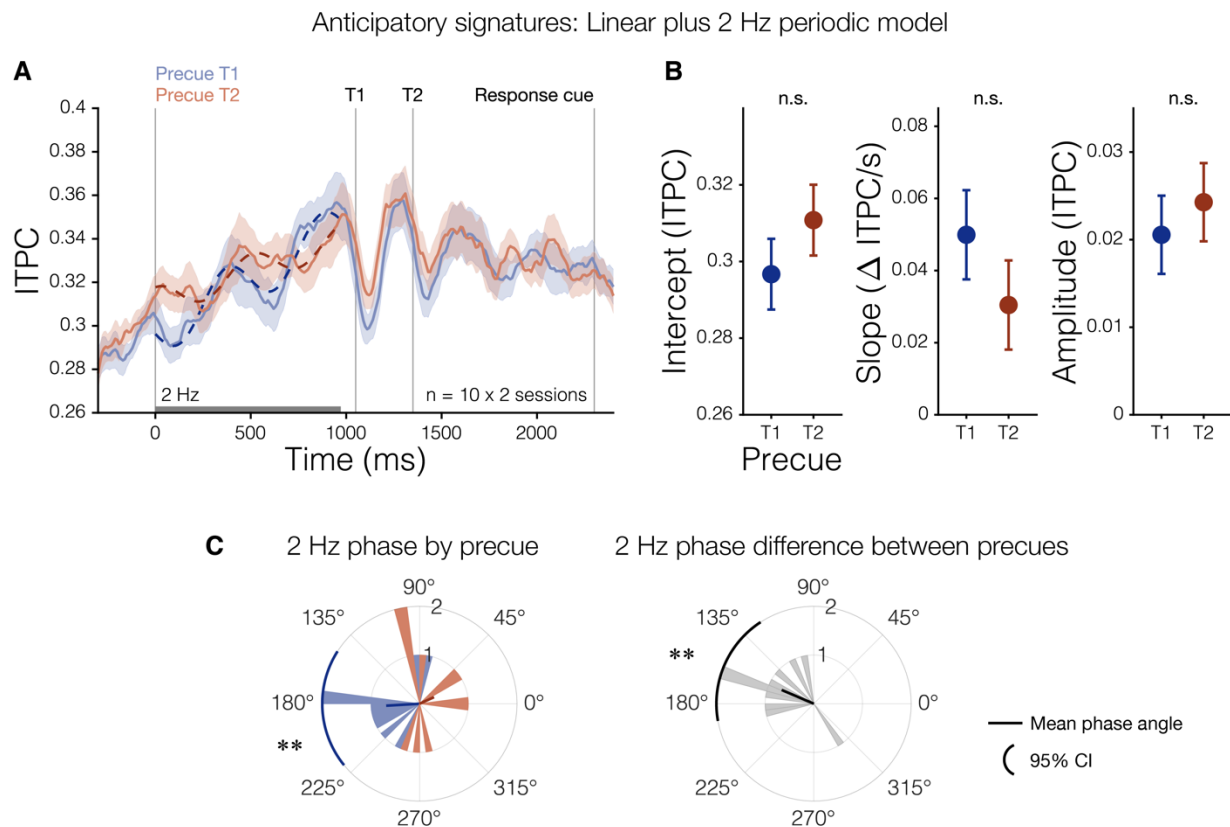 Anticipatory signatures: Linear plus 2 Hz periodic model
A
Precue T1
Precue T2
T1
T2
Response cue
ITPC
0.4
0.38
0.36
0.34
0.32
0.3
0.28
0.26
2 Hz
n = 10 x 2 sessions
0
500
1000
1500
2000
Time (ms)
B
n.s.
Intercept (ITPC)
0.32
0.3
0.28
0.26
T1
T2
Precue
n.s.
Slope (Δ ITPC/s)
0.08
0.06
0.04
0.02
0
T1
T2
n.s.
Amplitude (ITPC)
0.03
0.02
0.01
0
T1
T2
C
2 Hz phase by precue
90°
2
135°
45°
1
180°
0°
**
225°
315°
270°
2 Hz phase difference between precues
90°
2
135°
45°
**
1
180°
0°
225°
315°
270°
Mean phase angle
95% CI